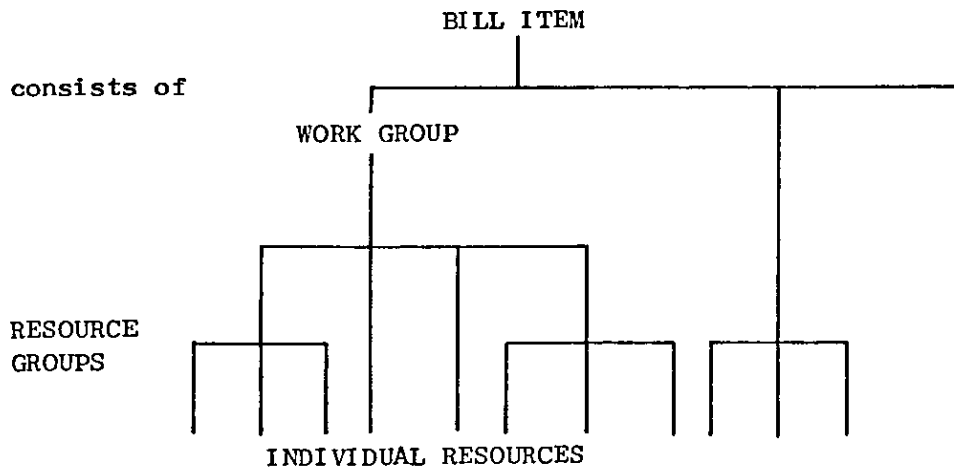 BILL ITEM
consists of
WORK GROUP
RESOURCE
GROUPS
INDIVIDUAL RESOURCES